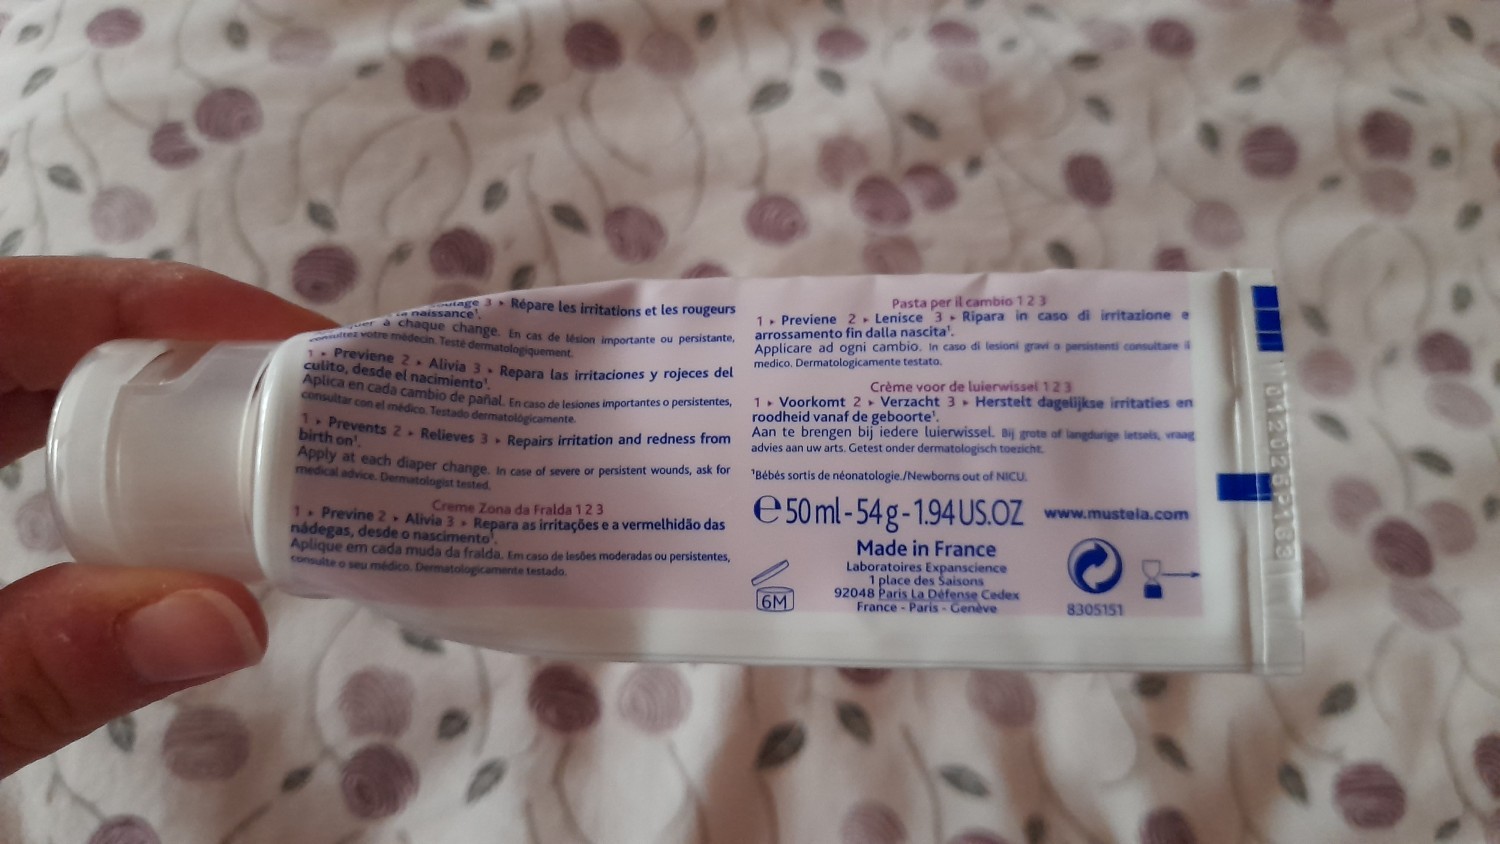 3 ▸ Répare les irritations et les rougeurs
naissance¹.
à chaque change. En cas de lésion importante ou persistante,
votre médecin. Testé dermatologiquement.
1 ▸ Previene 2 ▸ Alivia 3 ▸ Repara las irritaciones y rojeces del
culito, desde el nacimiento¹.
Aplica en cada cambio de pañal. En caso de lesiones importantes o persistentes,
consultar con el médico. Testado dermatológicamente.
1 ▸ Prevents 2 ▸ Relieves 3 ▸ Repairs irritation and redness from
birth on¹.
Apply at each diaper change. In case of severe or persistent wounds, ask for
medical advice. Dermatologist tested.
Creme Zona da Fralda 1 2 3
1 ▸ Previne 2 ▸ Alivia 3 ▸ Repara as irritações e a vermelhidão das
nádegas, desde o nascimento¹.
Aplique em cada muda da fralda. Em caso de lesões moderadas ou persistentes,
consulte o seu médico. Dermatologicamente testado.
Pasta per il cambio 1 2 3
1 ▸ Previene 2 ▸ Lenisce 3 ▸ Ripara in caso di irritazione e
arrossamento fin dalla nascita¹.
Applicare ad ogni cambio. In caso di lesioni gravi o persistenti consultare il
medico. Dermatologicamente testato.
Crème voor de luierwissel 1 2 3
1 ▸ Voorkomt 2 ▸ Verzacht 3 ▸ Herstelt dagelijkse irritaties en
roodheid vanaf de geboorte¹.
Aan te brengen bij iedere luierwissel. Bij grote of langdurige letsels, vraag
advies aan uw arts. Getest onder dermatologisch toezicht.
¹Bébés sortis de néonatologie./Newborns out of NICU.
℮ 50 ml - 54 g - 1.94 US.OZ www.mustela.com
Made in France
Laboratoires Expanscience
1 place des Saisons
92048 Paris La Défense Cedex
France - Paris - Genève
6M
8305151